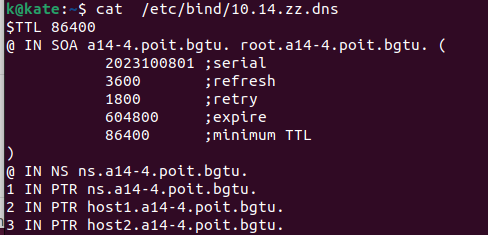 k@kate:~$ cat  /etc/bind/10.14.zz.dns
$TTL 86400
@ IN SOA a14-4.poit.bgtu. root.a14-4.poit.bgtu. (
          2023100801 ;serial
          3600       ;refresh
          1800       ;retry
          604800     ;expire
          86400      ;minimum TTL
)
@ IN NS ns.a14-4.poit.bgtu.
1 IN PTR ns.a14-4.poit.bgtu.
2 IN PTR host1.a14-4.poit.bgtu.
3 IN PTR host2.a14-4.poit.bgtu.